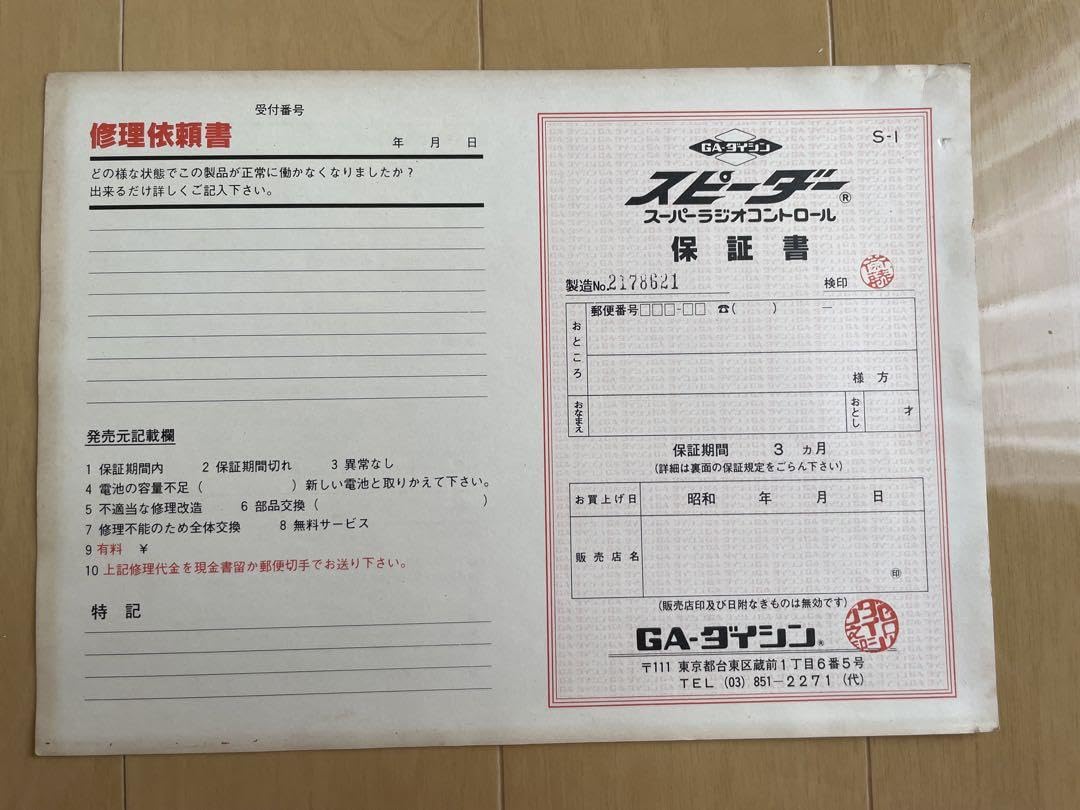 受付番号
修理依頼書
年 月 日
どの様な状態でこの製品が正常に働かなくなりましたか?
出来るだけ詳しくご記入下さい。
発売元記載欄
1 保証期間内 2 保証期間切れ 3 異常なし
4 電池の容量不足( )新しい電池と取りかえて下さい。
5 不適当な修理改造 6 部品交換( )
7 修理不能のため全体交換 8 無料サービス
9 有料 ¥
10 上記修理代金を現金書留か郵便切手でお送り下さい。
特記
S-1
GA-ダイシン
スピーダー®
スーパーラジオコントロール
保証書
製造No.2178621 検印
斎藤
おところ
郵便番号□□□-□□ ☎( ) ー
様方
おなまえ
おとし
才
保証期間 3ヵ月
(詳細は裏面の保証規定をごらん下さい)
お買上げ日 昭和 年 月 日
販売店名
印
(販売店印及び日附なきものは無効です)
GA-ダイシン®
〒111 東京都台東区蔵前1丁目6番5号
TEL (03) 851-2271 (代)